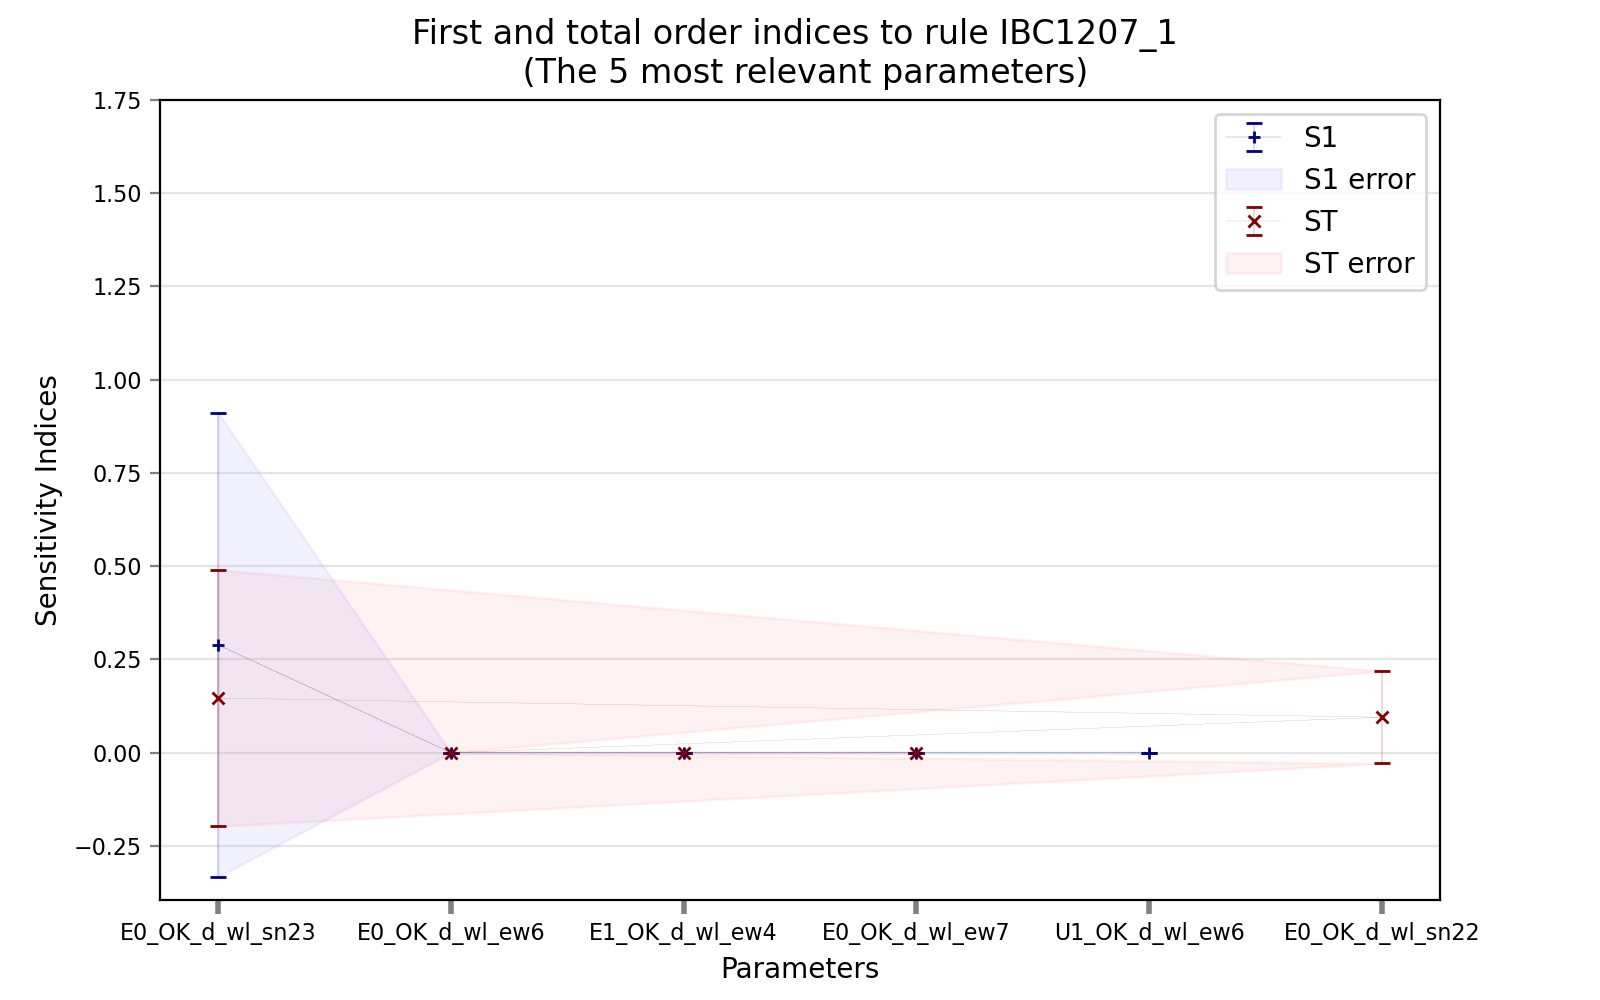 First and total order indices to rule IBC1207_1
(The 5 most relevant parameters)
1.75
1.50
1.25
1.00
0.75
0.50
0.25
0.00
−0.25
Sensitivity Indices
S1
S1 error
ST
ST error
E0_OK_d_wl_sn23 E0_OK_d_wl_ew6 E1_OK_d_wl_ew4 E0_OK_d_wl_ew7 U1_OK_d_wl_ew6 E0_OK_d_wl_sn22
Parameters